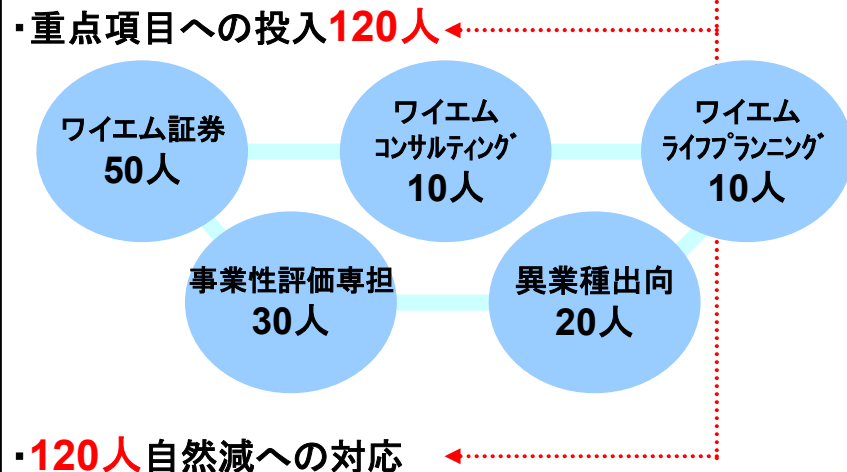 ・重点項目への投入120人
ワイエム証券
50人
ワイエム
コンサルティング
10人
ワイエム
ライフプランニング
10人
事業性評価専担
30人
異業種出向
20人
・120人自然減への対応